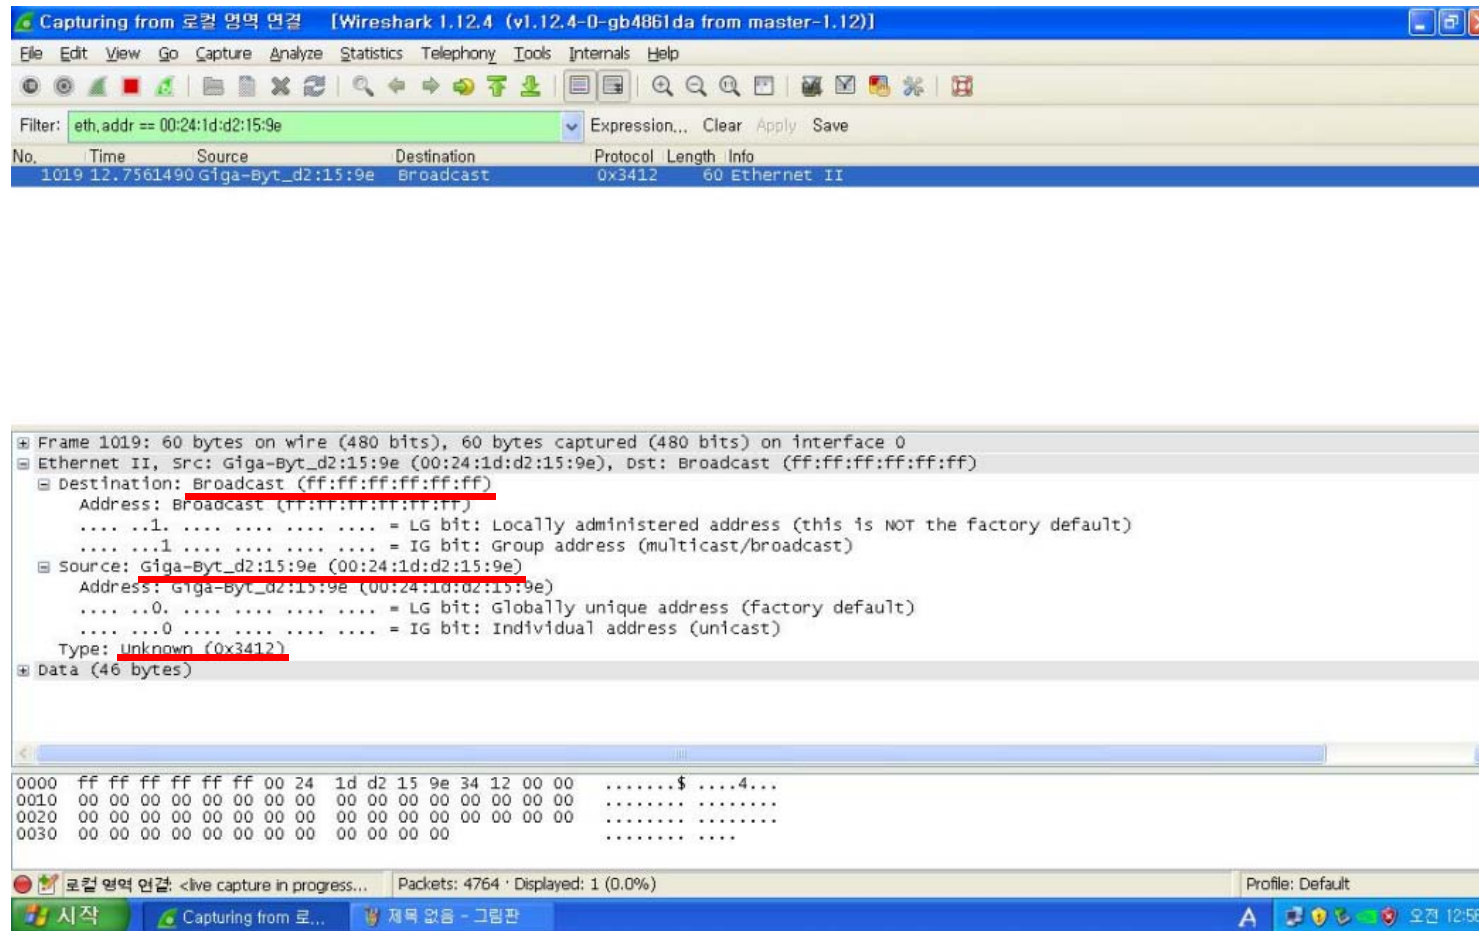 Capturing from 로컬 영역 연결 [Wireshark 1.12.4 (v1.12.4-0-gb4861da from master-1.12)]
File Edit View Go Capture Analyze Statistics Telephony Tools Internals Help
Filter: eth.addr == 00:24:1d:d2:15:9e Expression... Clear Apply Save
No. Time Source Destination Protocol Length Info
1019 12.7561490 Giga-Byt_d2:15:9e Broadcast 0x3412 60 Ethernet II
Frame 1019: 60 bytes on wire (480 bits), 60 bytes captured (480 bits) on interface 0
Ethernet II, Src: Giga-Byt_d2:15:9e (00:24:1d:d2:15:9e), Dst: Broadcast (ff:ff:ff:ff:ff:ff)
Destination: Broadcast (ff:ff:ff:ff:ff:ff)
Address: Broadcast (ff:ff:ff:ff:ff:ff)
.... ..1. .... .... .... .... = LG bit: Locally administered address (this is NOT the factory default)
.... ...1 .... .... .... .... = IG bit: Group address (multicast/broadcast)
Source: Giga-Byt_d2:15:9e (00:24:1d:d2:15:9e)
Address: Giga-Byt_d2:15:9e (00:24:1d:d2:15:9e)
.... ..0. .... .... .... .... = LG bit: Globally unique address (factory default)
.... ...0 .... .... .... .... = IG bit: Individual address (unicast)
Type: Unknown (0x3412)
Data (46 bytes)
0000 ff ff ff ff ff ff 00 24 1d d2 15 9e 34 12 00 00 .......$ ....4...
0010 00 00 00 00 00 00 00 00 00 00 00 00 00 00 00 00 ........ ........
0020 00 00 00 00 00 00 00 00 00 00 00 00 00 00 00 00 ........ ........
0030 00 00 00 00 00 00 00 00 00 00 00 00 ........ ....
로컬 영역 연결: <live capture in progress... Packets: 4764 · Displayed: 1 (0.0%) Profile: Default
시작 Capturing from 로... 제목 없음 - 그림판 A 오전 12:56